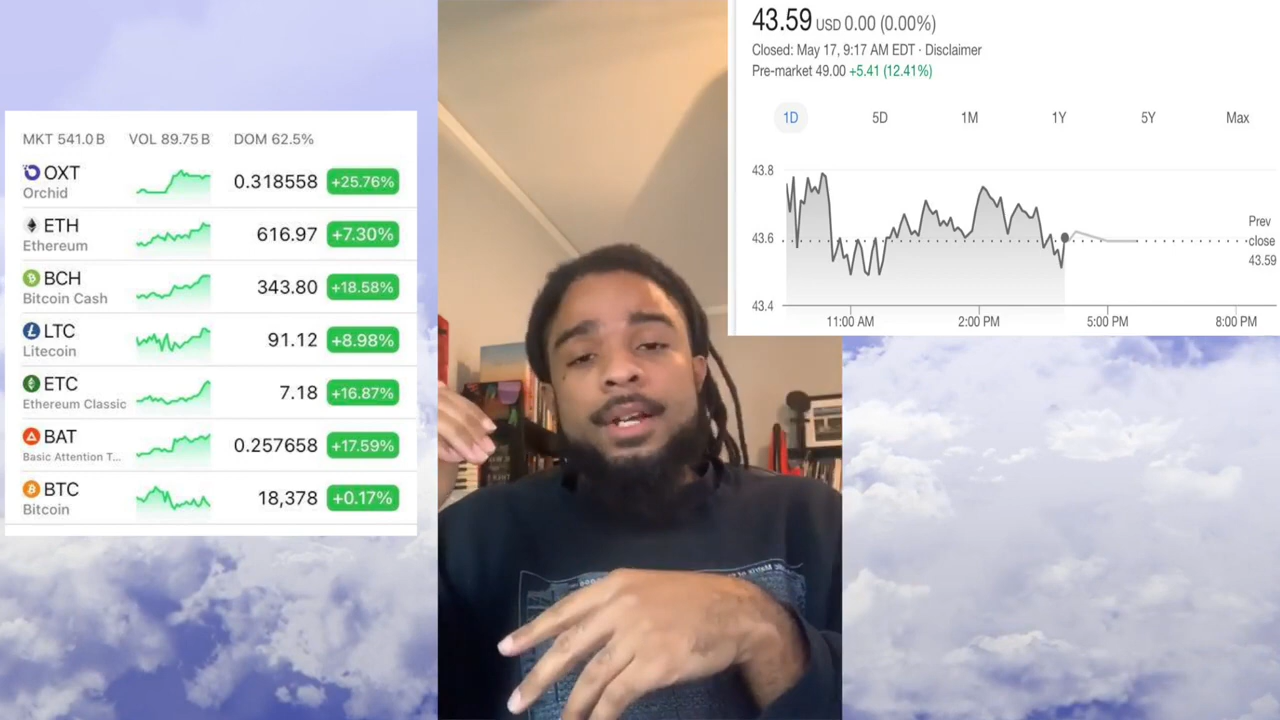 MKT 541.0 B VOL 89.75 B DOM 62.5%
OXT
Orchid
0.318558 +25.76%
ETH
Ethereum
616.97 +7.30%
BCH
Bitcoin Cash
343.80 +18.58%
LTC
Litecoin
91.12 +8.98%
ETC
Ethereum Classic
7.18 +16.87%
BAT
Basic Attention T...
0.257658 +17.59%
BTC
Bitcoin
18,378 +0.17%
43.59 USD 0.00 (0.00%)
Closed: May 17, 9:17 AM EDT · Disclaimer
Pre-market 49.00 +5.41 (12.41%)
1D 5D 1M 1Y 5Y Max
43.8
43.6
43.4
Prev
close
43.59
11:00 AM 2:00 PM 5:00 PM 8:00 PM